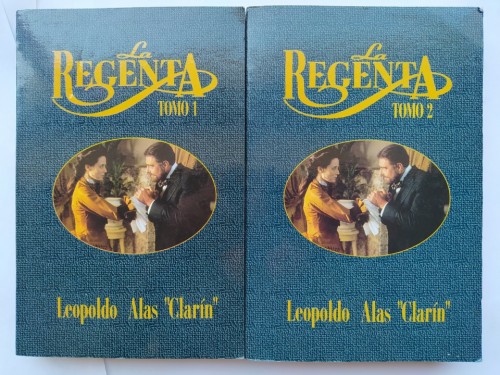 La
REGENTA
TOMO 1
Leopoldo Alas "Clarín"
La
REGENTA
TOMO 2
Leopoldo Alas "Clarín"